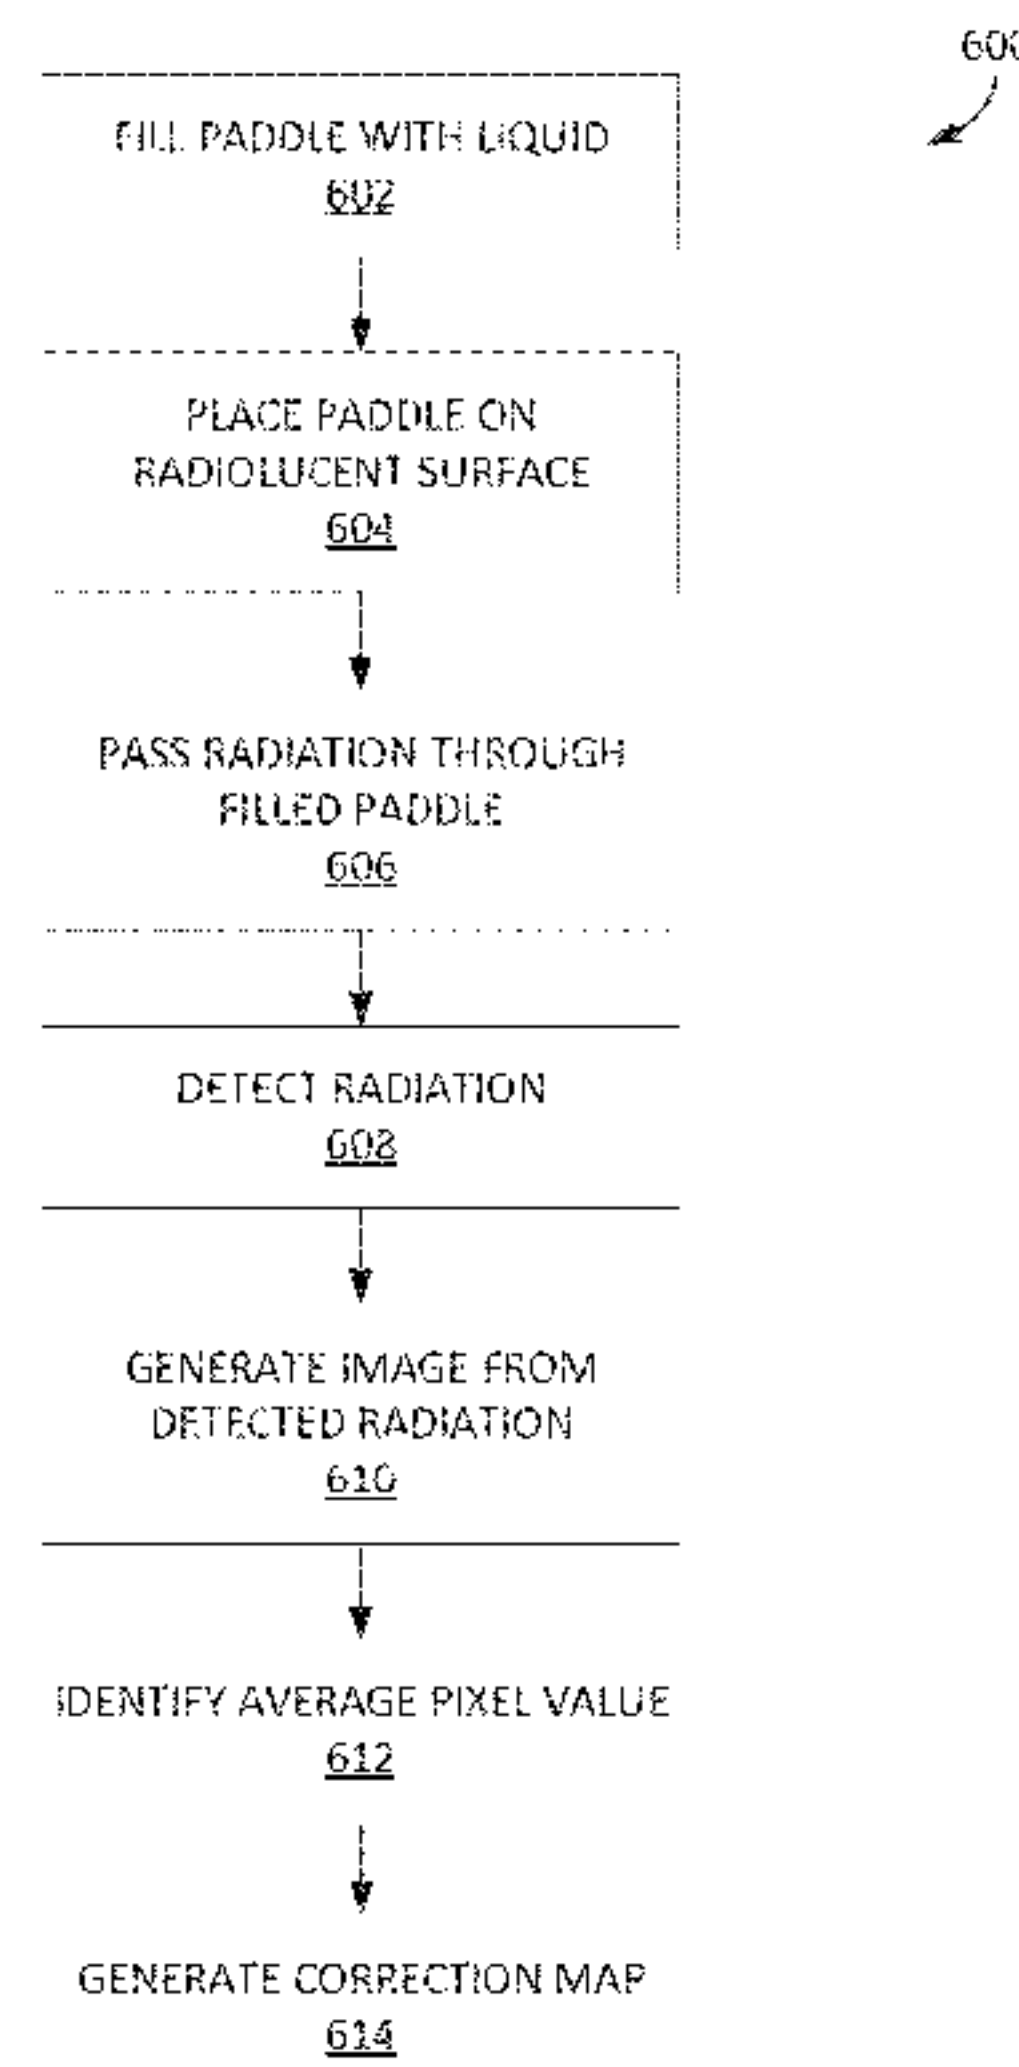 600
FILL PADDLE WITH LIQUID
602
PLACE PADDLE ON
RADIOLUCENT SURFACE
604
PASS RADIATION THROUGH
FILLED PADDLE
606
DETECT RADIATION
608
GENERATE IMAGE FROM
DETECTED RADIATION
610
IDENTIFY AVERAGE PIXEL VALUE
612
GENERATE CORRECTION MAP
614